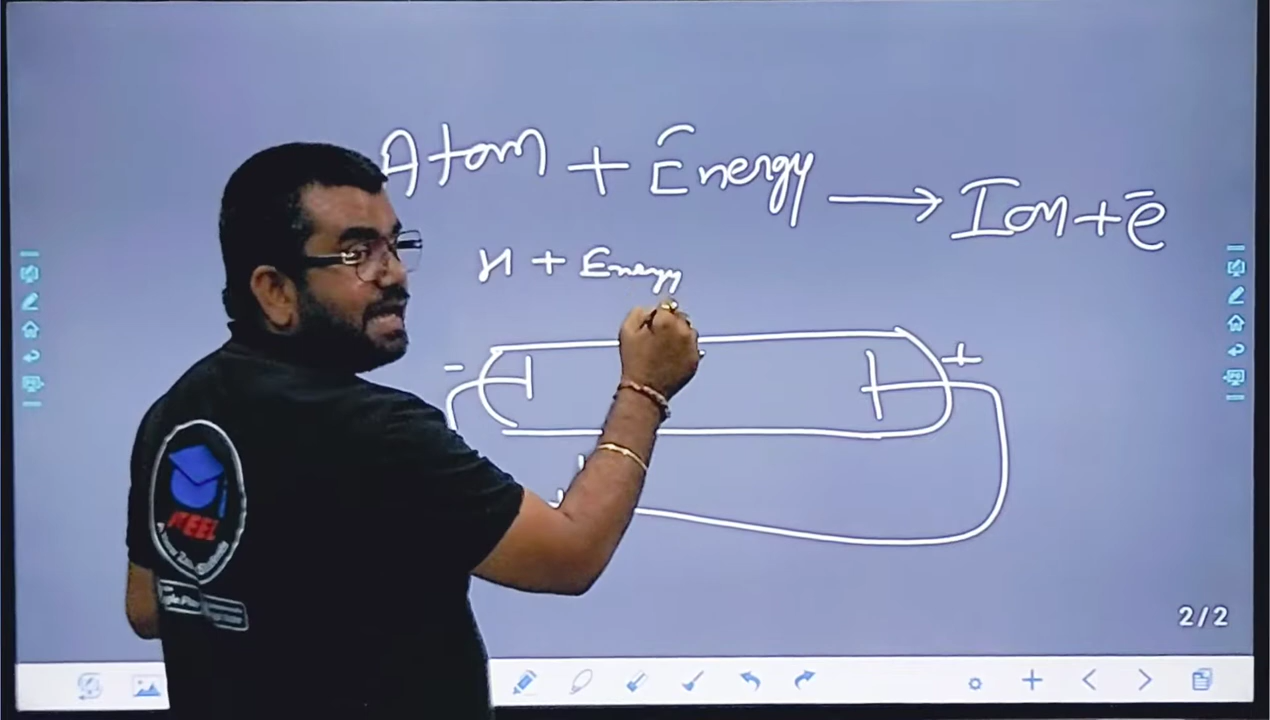 Atom + Energy → Ion + ē
H + Energy
-
+
2/2